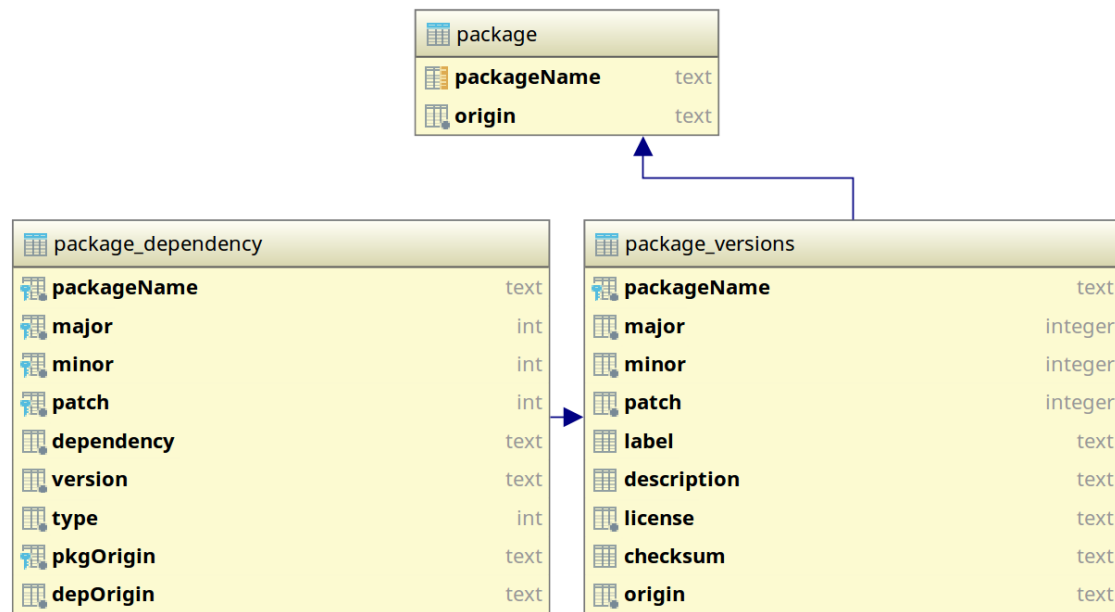 package
packageName text
origin text
package_dependency
packageName text
major int
minor int
patch int
dependency text
version text
type int
pkgOrigin text
depOrigin text
package_versions
packageName text
major integer
minor integer
patch integer
label text
description text
license text
checksum text
origin text